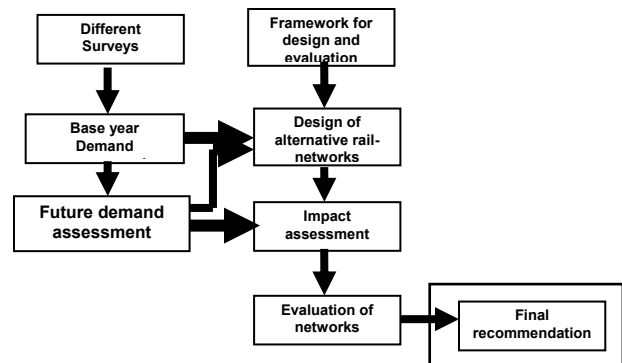 Different
Surveys
Framework for
design and
evaluation
Base year
Demand
Design of
alternative rail-
networks
Future demand
assessment
Impact
assessment
Evaluation of
networks
Final
recommendation